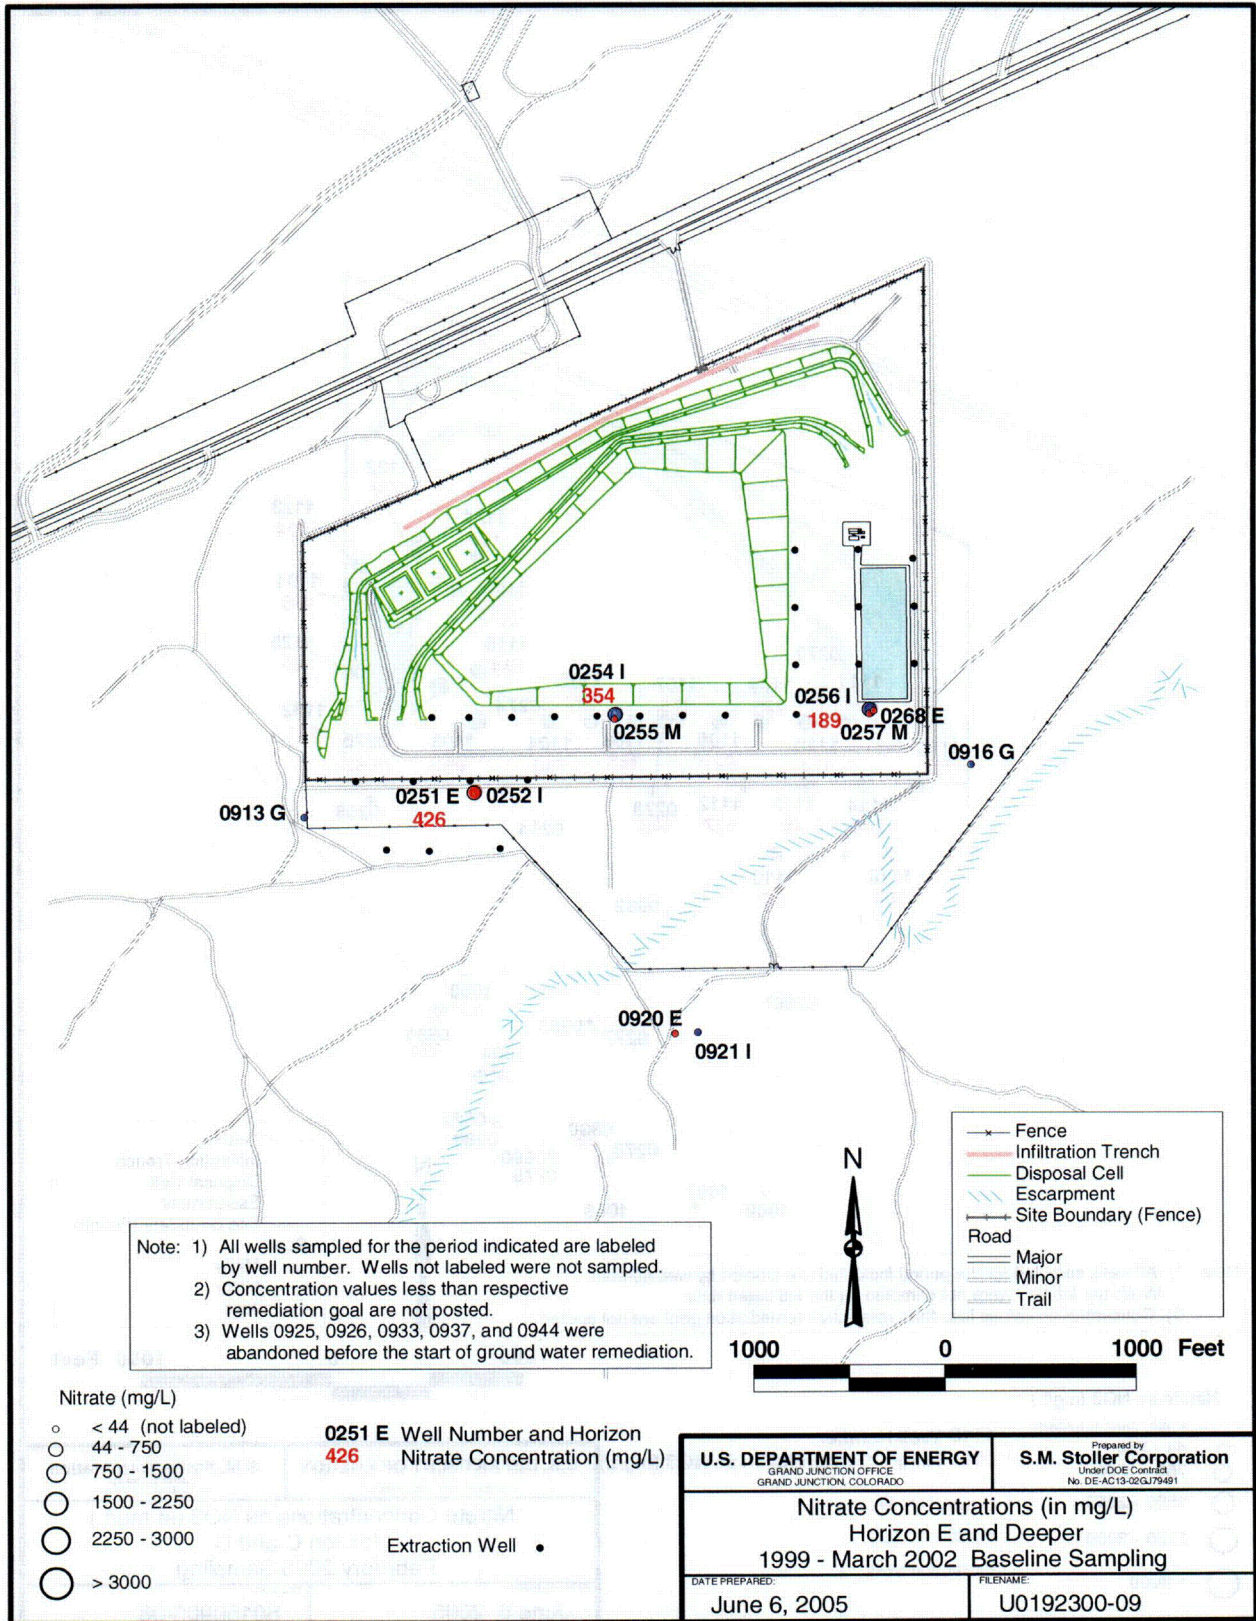 0254 I
354
0255 M
0256 I
189
0268 E
0257 M
0916 G
0251 E
0252 I
426
0913 G
0920 E
0921 I
N
Fence
Infiltration Trench
Disposal Cell
Escarpment
Site Boundary (Fence)
Road
Major
Minor
Trail
Note: 1) All wells sampled for the period indicated are labeled
by well number. Wells not labeled were not sampled.
2) Concentration values less than respective
remediation goal are not posted.
3) Wells 0925, 0926, 0933, 0937, and 0944 were
abandoned before the start of ground water remediation.
1000 0 1000 Feet
Nitrate (mg/L)
< 44 (not labeled)
44 - 750
750 - 1500
1500 - 2250
2250 - 3000
> 3000
0251 E Well Number and Horizon
426 Nitrate Concentration (mg/L)
Extraction Well
U.S. DEPARTMENT OF ENERGY
GRAND JUNCTION OFFICE
GRAND JUNCTION, COLORADO
Prepared by
S.M. Stoller Corporation
Under DOE Contract
No. DE-AC13-02GJ79491
Nitrate Concentrations (in mg/L)
Horizon E and Deeper
1999 - March 2002 Baseline Sampling
DATE PREPARED:
June 6, 2005
FILENAME:
U0192300-09